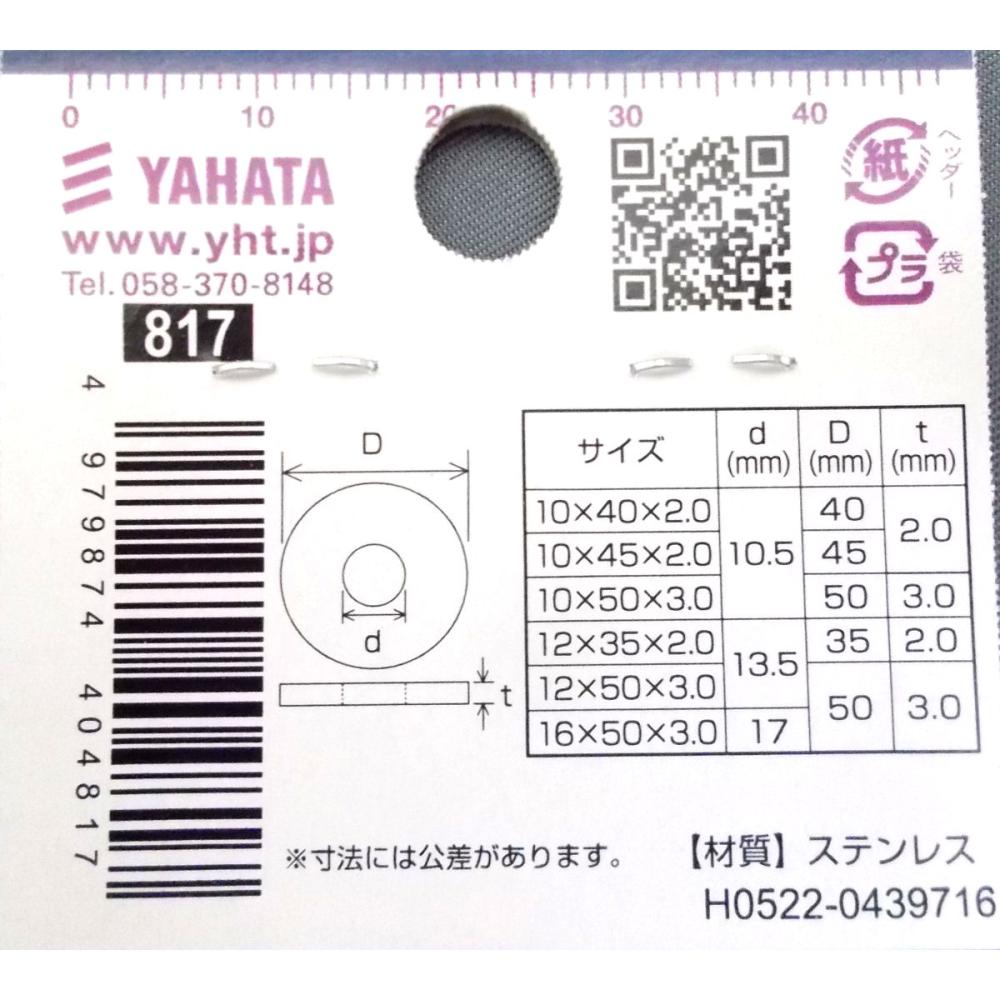 0 10 20 30 40
YAHATA
www.yht.jp
Tel. 058-370-8148
紙
ヘッダー
プラ
袋
817
4 979874 404817
D
d
t
サイズ d (mm) D (mm) t (mm)
10×40×2.0 10.5 40 2.0
10×45×2.0 45
10×50×3.0 50 3.0
12×35×2.0 13.5 35 2.0
12×50×3.0 50 3.0
16×50×3.0 17
※寸法には公差があります。
【材質】ステンレス
H0522-0439716